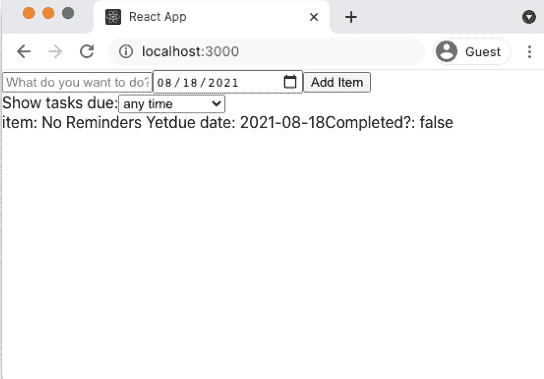 React App
localhost:3000
Guest
What do you want to do? 08/18/2021 Add Item
Show tasks due: any time
item: No Reminders Yetdue date: 2021-08-18Completed?: false